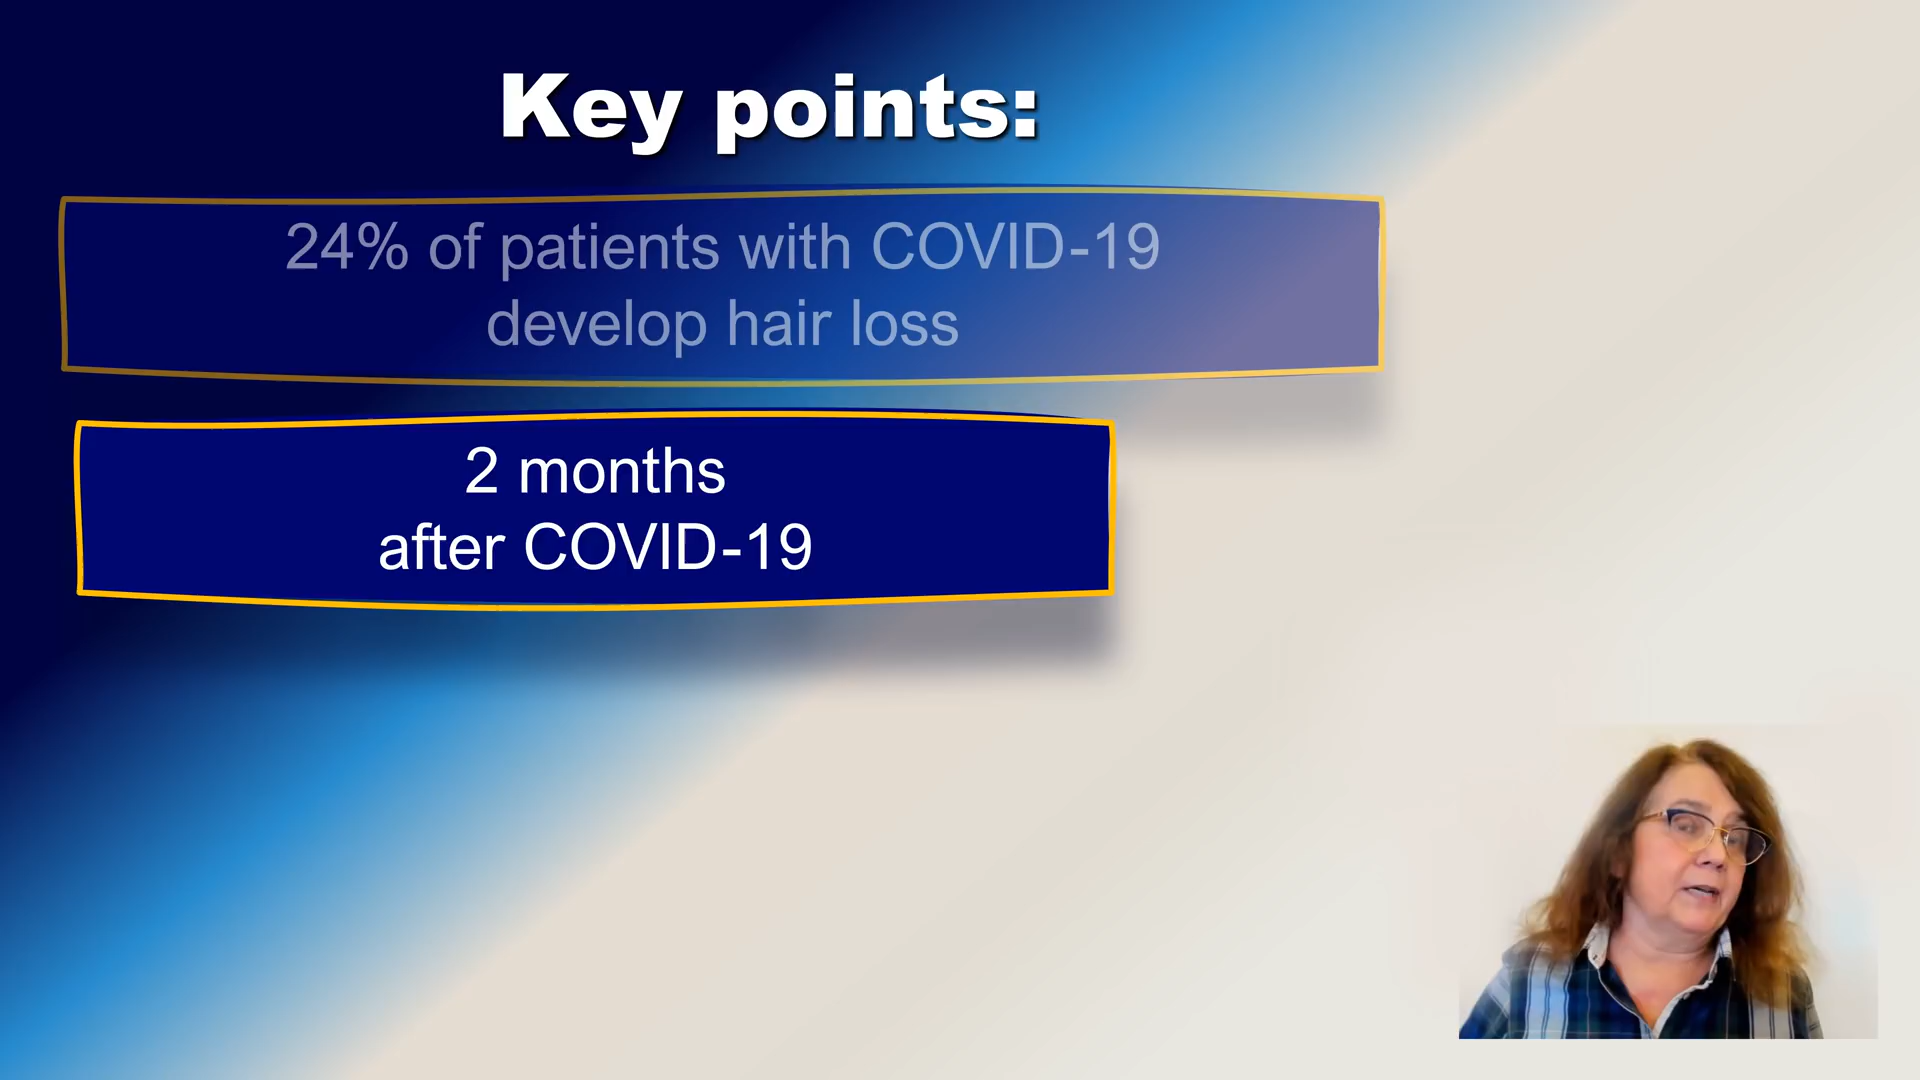 Key points:
24% of patients with COVID-19
develop hair loss
2 months
after COVID-19